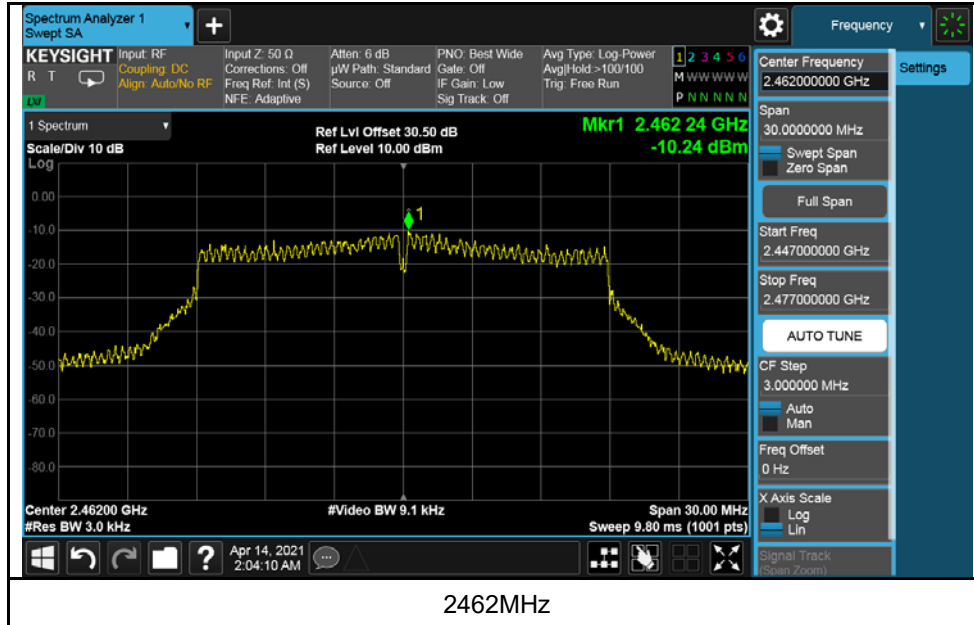 Spectrum Analyzer 1
Swept SA
+
Frequency
KEYSIGHT
R T
LXI
Input: RF
Coupling: DC
Align: Auto/No RF
Input Z: 50 Ω
Corrections: Off
Freq Ref: Int (S)
NFE: Adaptive
Atten: 6 dB
µW Path: Standard
Source: Off
PNO: Best Wide
Gate: Off
IF Gain: Low
Sig Track: Off
Avg Type: Log-Power
Avg|Hold:>100/100
Trig: Free Run
1 2 3 4 5 6
M W W W W W
P N N N N N
1 Spectrum
Scale/Div 10 dB
Log
Ref Lvl Offset 30.50 dB
Ref Level 10.00 dBm
Mkr1 2.462 24 GHz
-10.24 dBm
0.00
-10.0
-20.0
-30.0
-40.0
-50.0
-60.0
-70.0
-80.0
1
Center 2.46200 GHz
#Res BW 3.0 kHz
#Video BW 9.1 kHz
Span 30.00 MHz
Sweep 9.80 ms (1001 pts)
?
Apr 14, 2021
2:04:10 AM
Center Frequency
2.462000000 GHz
Settings
Span
30.0000000 MHz
Swept Span
Zero Span
Full Span
Start Freq
2.447000000 GHz
Stop Freq
2.477000000 GHz
AUTO TUNE
CF Step
3.000000 MHz
Auto
Man
Freq Offset
0 Hz
X Axis Scale
Log
Lin
Signal Track
(Span Zoom)
2462MHz